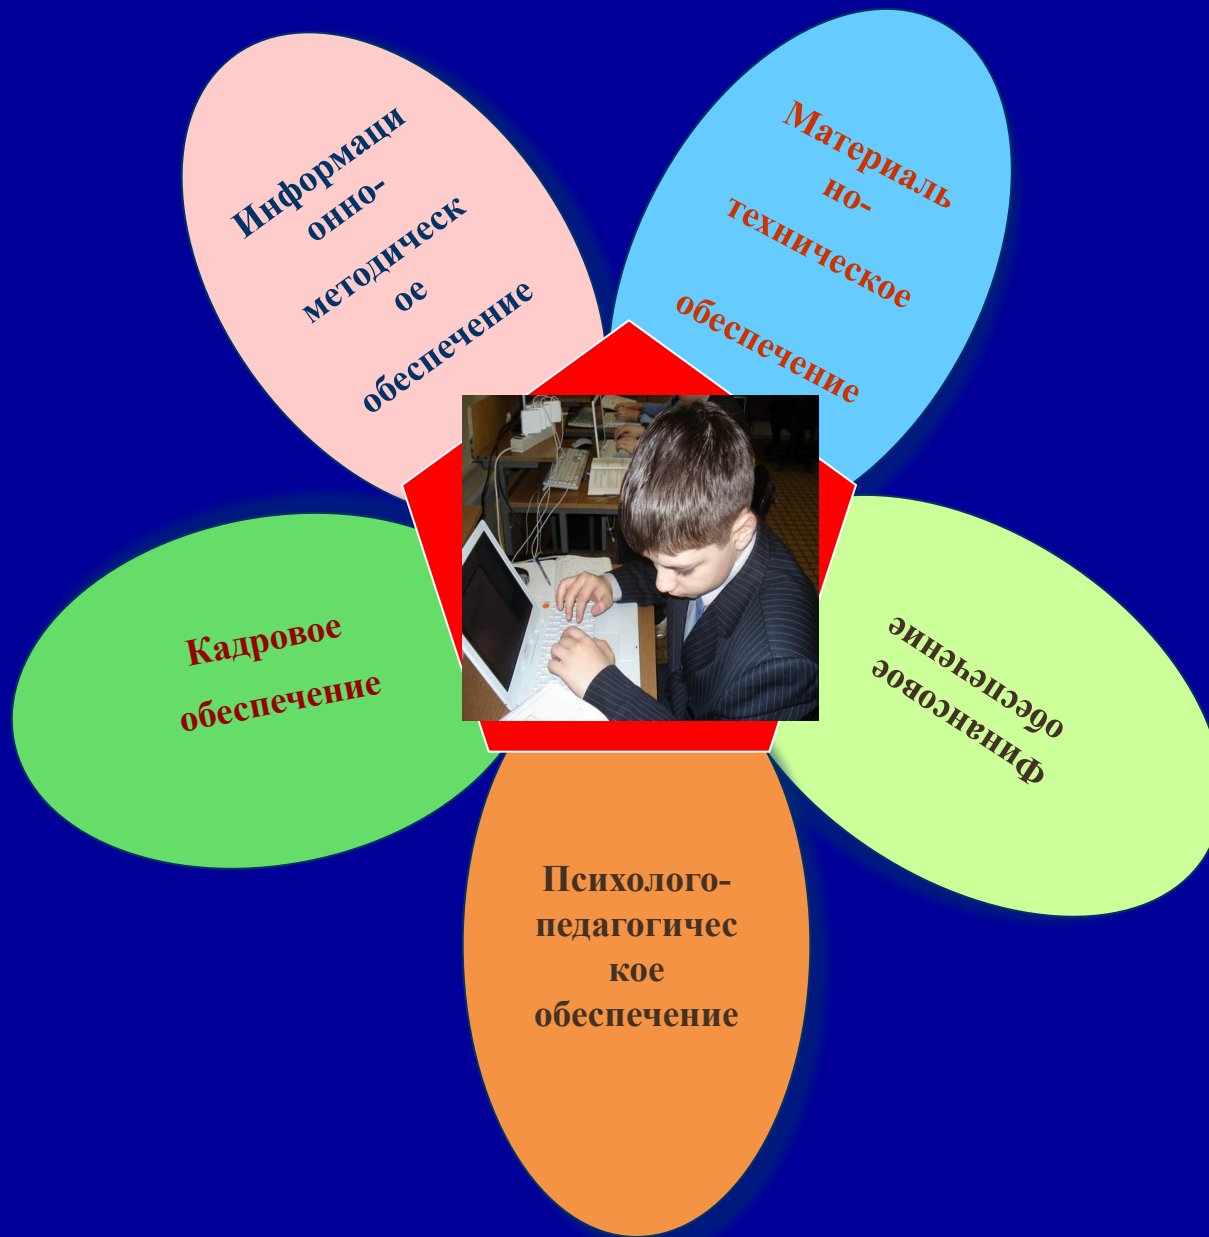 Информаци
онно-
методическ
ое
обеспечение
Материаль
но-
техническое
обеспечение
Кадровое
обеспечение
Финансовое
обеспечение
Психолого-
педагогичес
кое
обеспечение